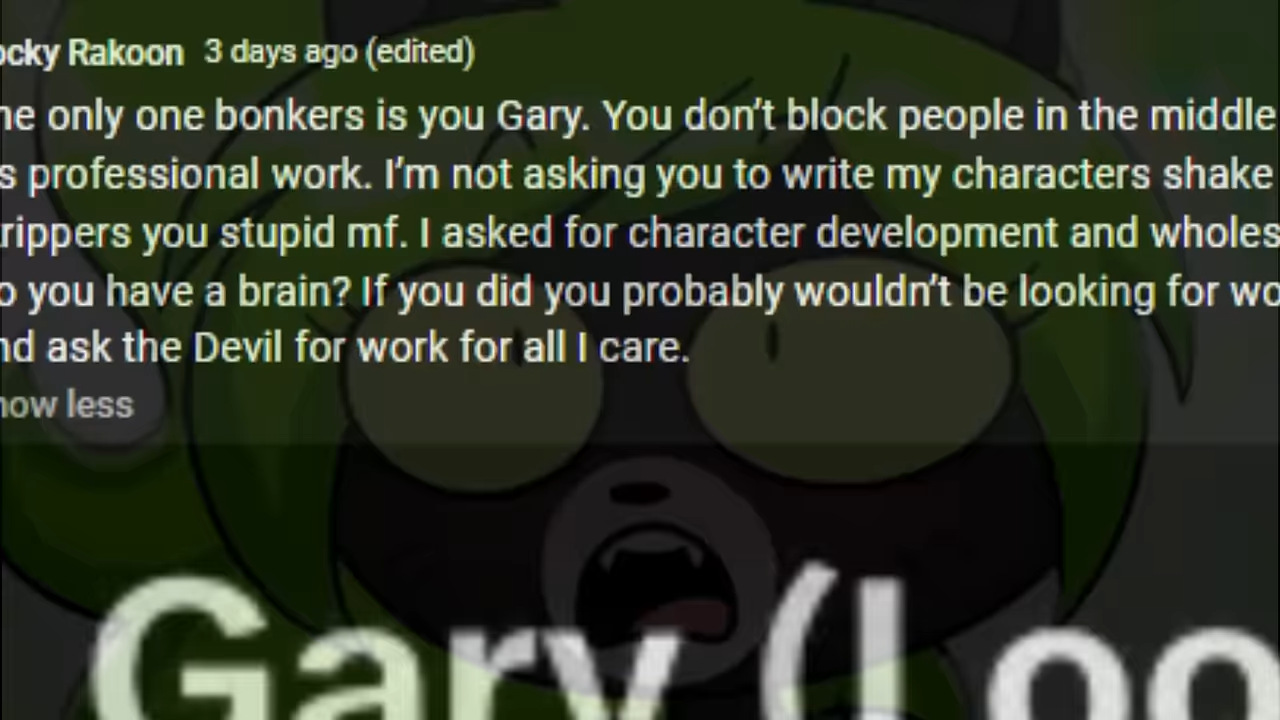 ocky Rakoon 3 days ago (edited)
ne only one bonkers is you Gary. You don't block people in the middle
s professional work. I'm not asking you to write my characters shake
rippers you stupid mf. I asked for character development and wholes
o you have a brain? If you did you probably wouldn't be looking for wo
nd ask the Devil for work for all I care.
now less
Gary (Loo